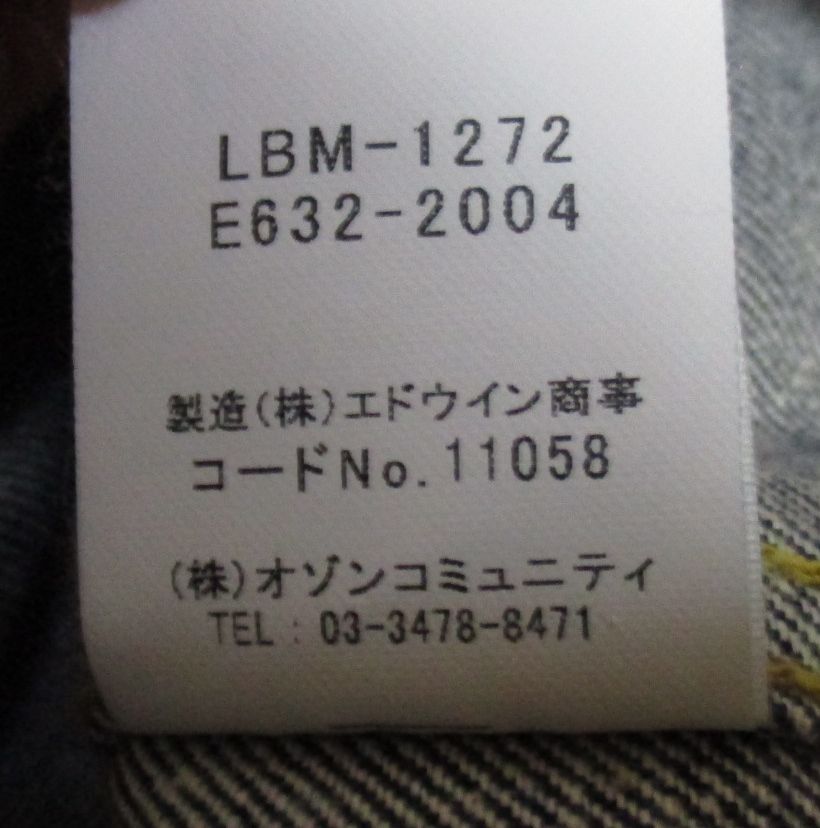 LBM-1272
E632-2004
製造(株)エドウイン商事
コードNo.11058
(株)オゾンコミュニティ
TEL:03-3478-8471